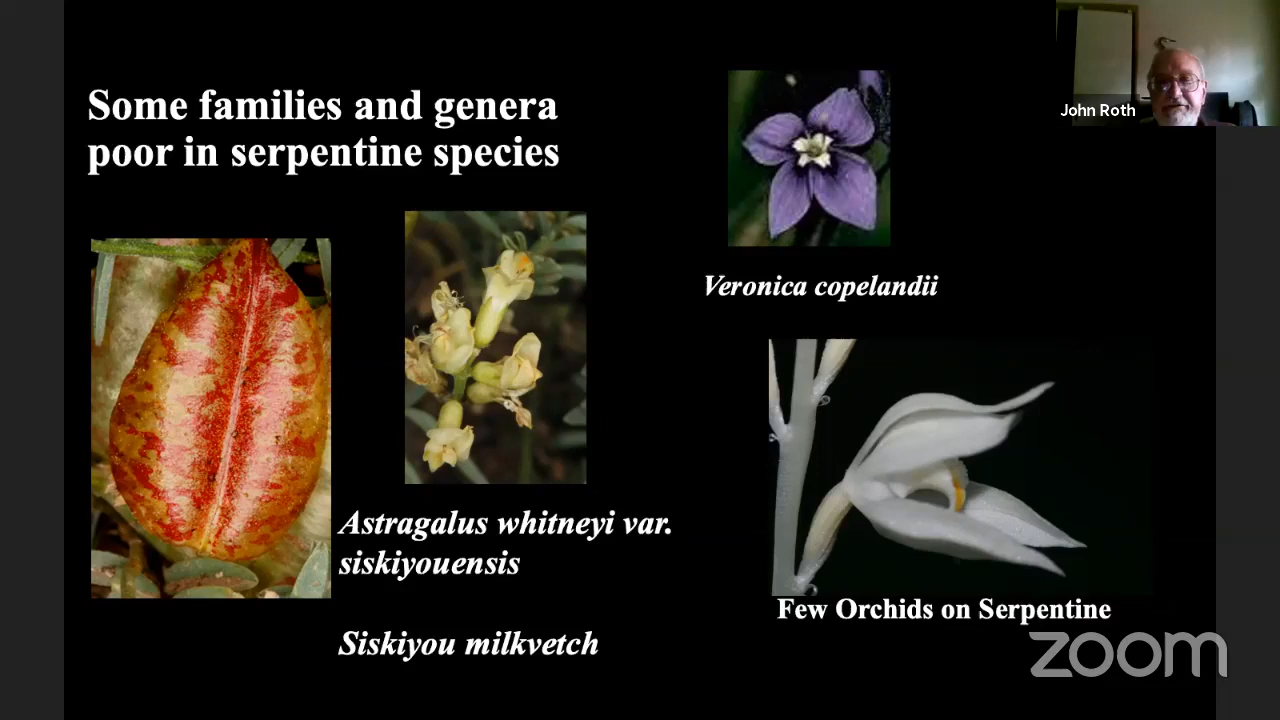 Some families and genera
poor in serpentine species
John Roth
Veronica copelandii
Astragalus whitneyi var.
siskiyouensis
Siskiyou milkvetch
Few Orchids on Serpentine
zoom